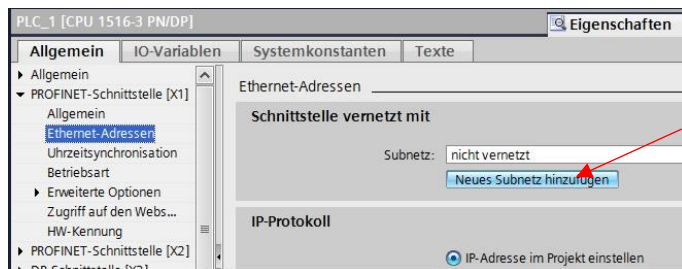 PLC_1 [CPU 1516-3 PN/DP]
Eigenschaften
Allgemein IO-Variablen Systemkonstanten Texte
Allgemein
PROFINET-Schnittstelle [X1]
Allgemein
Ethernet-Adressen
Uhrzeitsynchronisation
Betriebsart
Erweiterte Optionen
Zugriff auf den Webs...
HW-Kennung
PROFINET-Schnittstelle [X2]
Ethernet-Adressen
Schnittstelle vernetzt mit
Subnetz: nicht vernetzt
Neues Subnetz hinzufügen
IP-Protokoll
IP-Adresse im Projekt einstellen